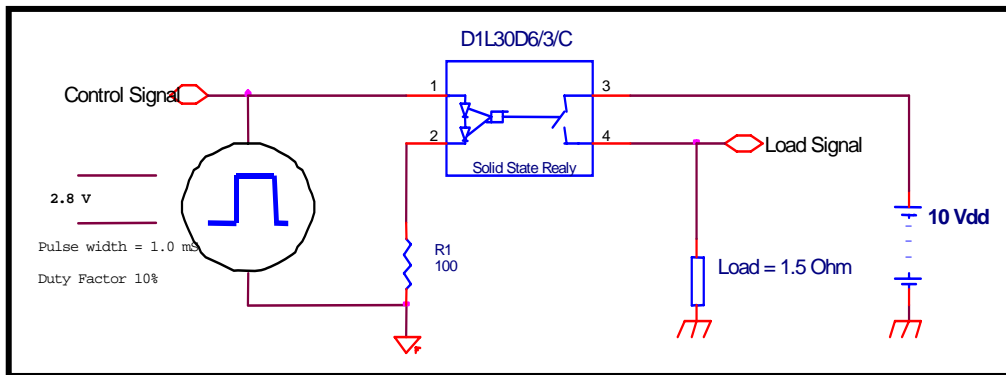 D1L30D6/3/C
Control Signal
1
3
2
4
Load Signal
Solid State Realy
2.8 V
10 Vdd
Pulse width = 1.0 mS
R1
100
Load = 1.5 Ohm
Duty Factor 10%